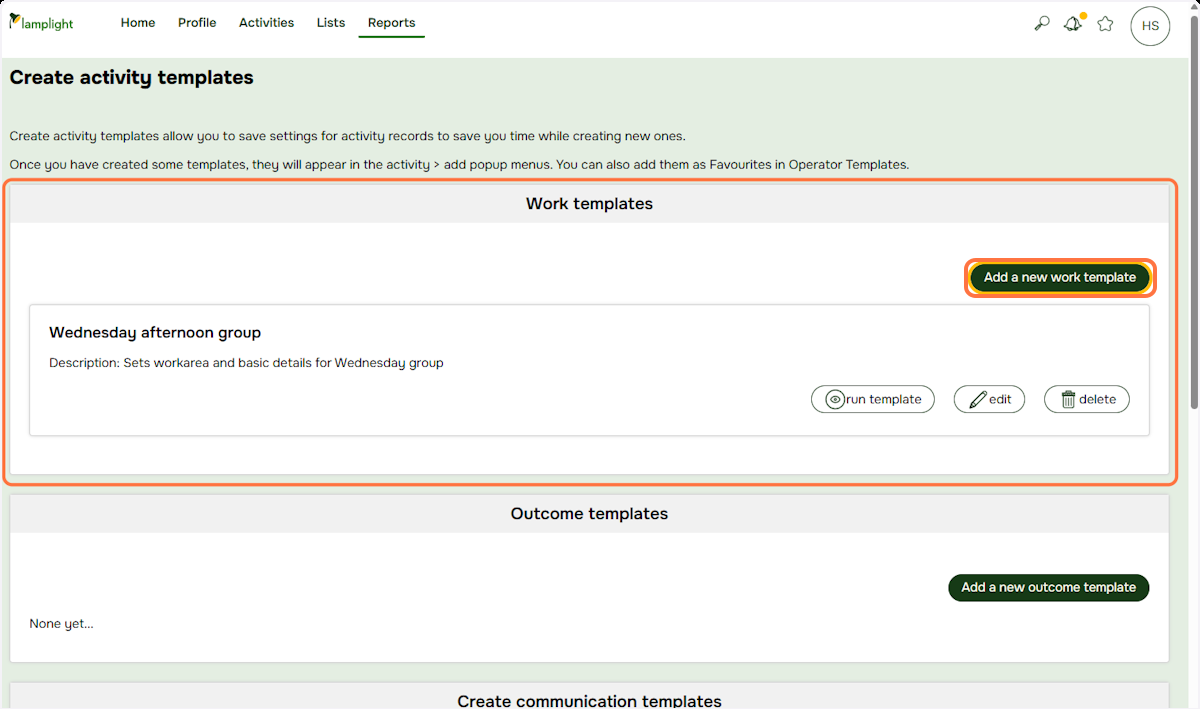 lamplight
Home Profile Activities Lists Reports
HS
Create activity templates
Create activity templates allow you to save settings for activity records to save you time while creating new ones.
Once you have created some templates, they will appear in the activity > add popup menus. You can also add them as Favourites in Operator Templates.
Work templates
Add a new work template
Wednesday afternoon group
Description: Sets workarea and basic details for Wednesday group
run template edit delete
Outcome templates
Add a new outcome template
None yet...
Create communication templates